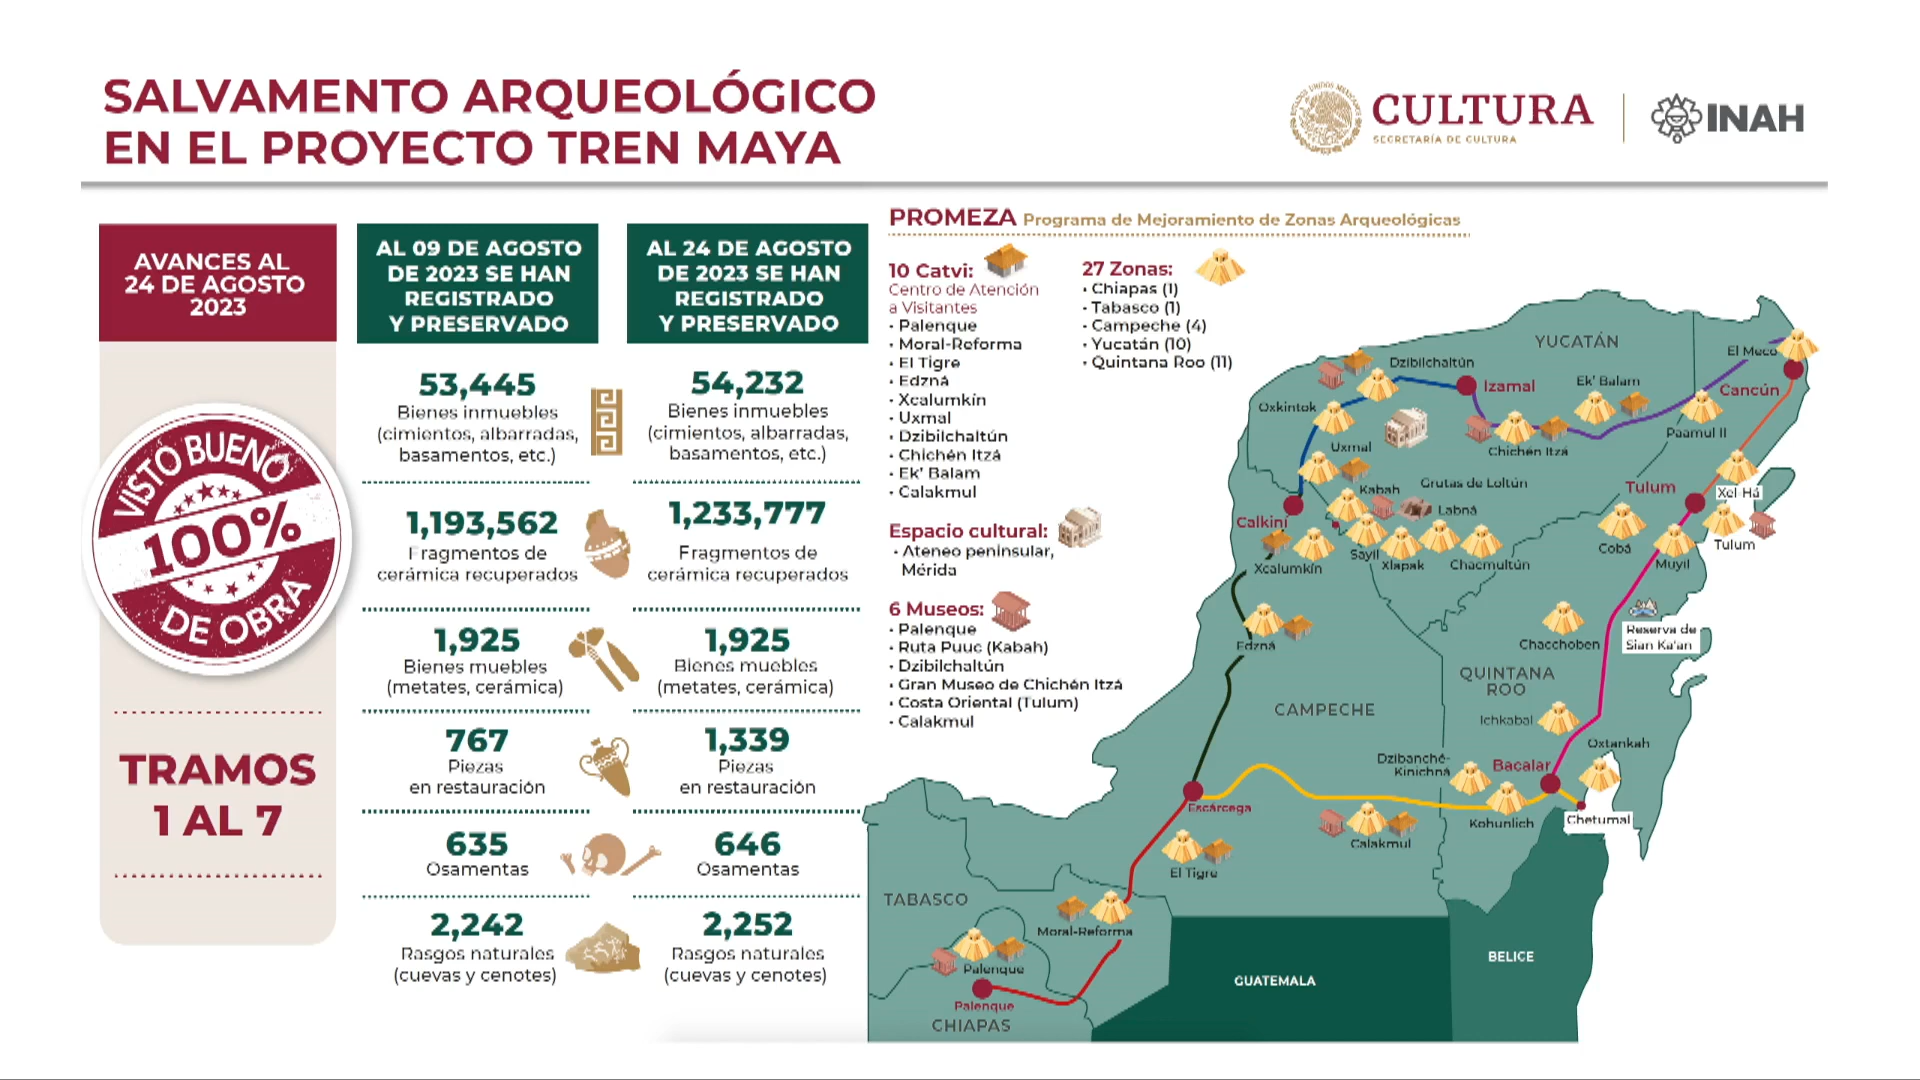 SALVAMENTO ARQUEOLÓGICO
EN EL PROYECTO TREN MAYA
CULTURA
SECRETARÍA DE CULTURA
INAH
AVANCES AL
24 DE AGOSTO
2023
VISTO BUENO
100%
DE OBRA
TRAMOS
1 AL 7
AL 09 DE AGOSTO
DE 2023 SE HAN
REGISTRADO
Y PRESERVADO
53,445
Bienes inmuebles
(cimientos, albarradas,
basamentos, etc.)
1,193,562
Fragmentos de
cerámica recuperados
1,925
Bienes muebles
(metates, cerámica)
767
Piezas
en restauración
635
Osamentas
2,242
Rasgos naturales
(cuevas y cenotes)
AL 24 DE AGOSTO
DE 2023 SE HAN
REGISTRADO
Y PRESERVADO
54,232
Bienes inmuebles
(cimientos, albarradas,
basamentos, etc.)
1,233,777
Fragmentos de
cerámica recuperados
1,925
Bienes muebles
(metates, cerámica)
1,339
Piezas
en restauración
646
Osamentas
2,252
Rasgos naturales
(cuevas y cenotes)
PROMEZA Programa de Mejoramiento de Zonas Arqueológicas
10 Catvi:
Centro de Atención
a Visitantes
• Palenque
• Moral-Reforma
• El Tigre
• Edzná
• Xcalumkín
• Uxmal
• Dzibilchaltún
• Chichén Itzá
• Ek' Balam
• Calakmul
Espacio cultural:
• Ateneo peninsular,
Mérida
6 Museos:
• Palenque
• Ruta Puuc (Kabah)
• Dzibilchaltún
• Gran Museo de Chichén Itzá
• Costa Oriental (Tulum)
• Calakmul
27 Zonas:
• Chiapas (1)
• Tabasco (1)
• Campeche (4)
• Yucatán (10)
• Quintana Roo (11)
YUCATÁN
El Meco
Dzibilchaltún
Izamal
Ek' Balam
Cancún
Oxkintok
Paamul II
Uxmal
Chichén Itzá
Kabah
Grutas de Loltún
Tulum
Xel-Há
Labná
Calkiní
Sayil
Xlapak
Chacmultún
Cobá
Tulum
Muyil
Xcalumkín
Edzná
Chacchoben
Reserva de
Sian Ka'an
QUINTANA
ROO
CAMPECHE
Ichkabal
Oxtankah
Dzibanché-
Kinichná
Bacalar
Escárcega
Kohunlich
Chetumal
Calakmul
El Tigre
TABASCO
Moral-Reforma
Palenque
Palenque
CHIAPAS
GUATEMALA
BELICE